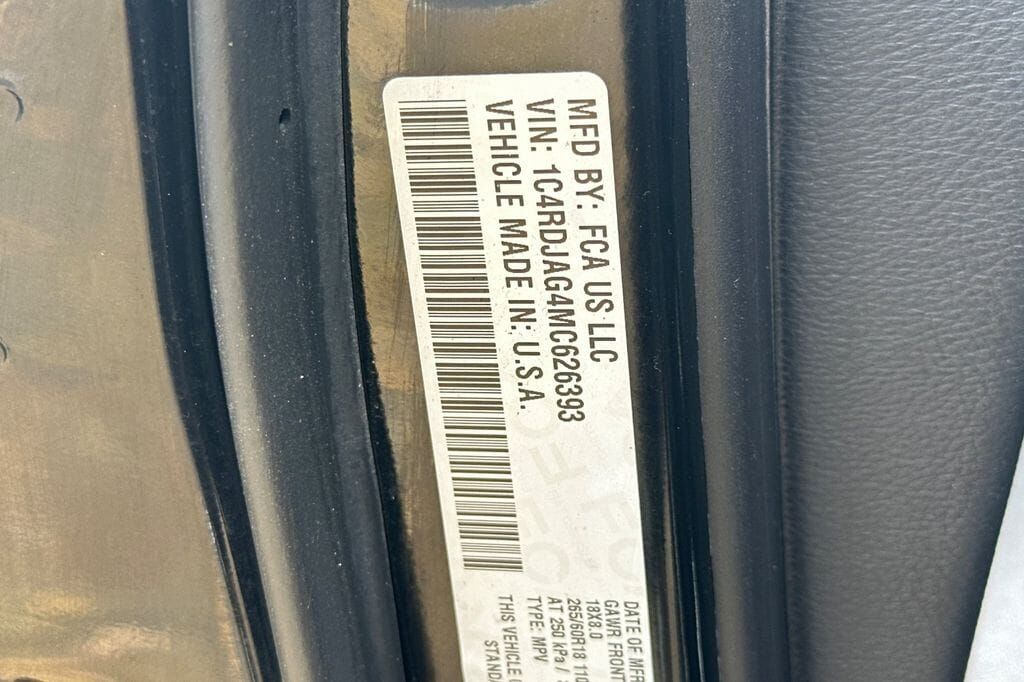 MFD BY: FCA US LLC
VIN: 1C4RDJAG4MC626393
VEHICLE MADE IN: U.S.A.
DATE OF MFR
GAWR FRONT
18X8.0
265/60R18 110
AT 250 kPa /
TYPE: MPV
THIS VEHICLE
STANDA